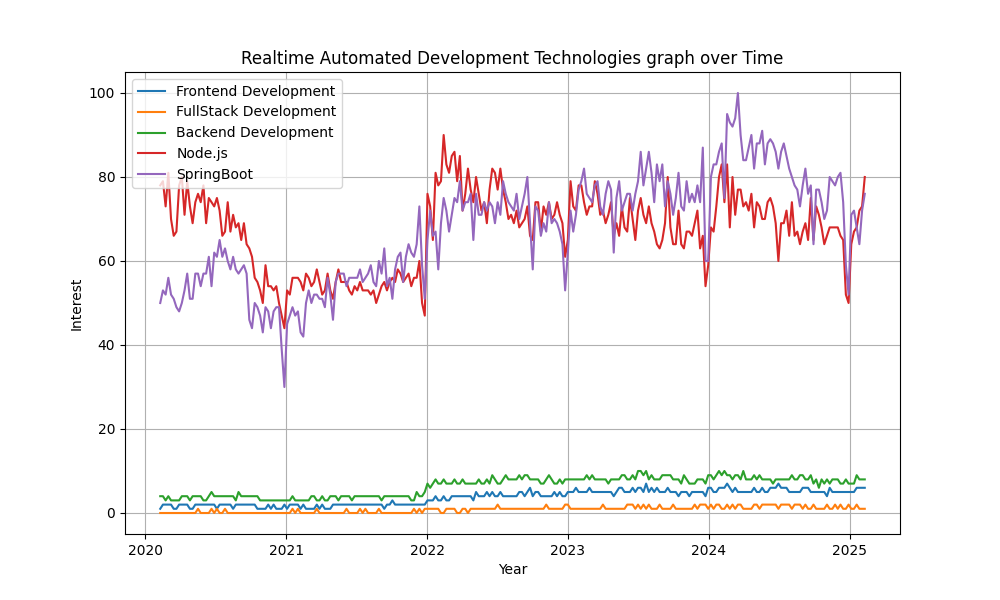 Realtime Automated Development Technologies graph over Time
Frontend Development
FullStack Development
Backend Development
Node.js
SpringBoot
100
80
60
40
20
0
Interest
2020
2021
2022
2023
2024
2025
Year